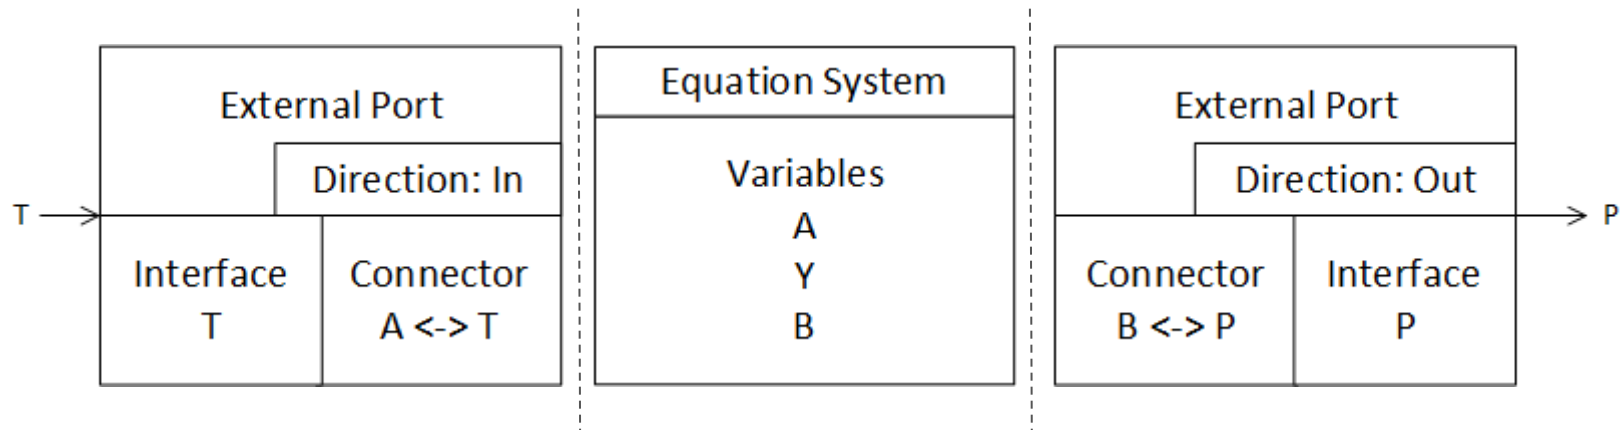 T
External Port
Direction: In
Interface
T
Connector
A <-> T
Equation System
Variables
A
Y
B
External Port
Direction: Out
Connector
B <-> P
Interface
P
P